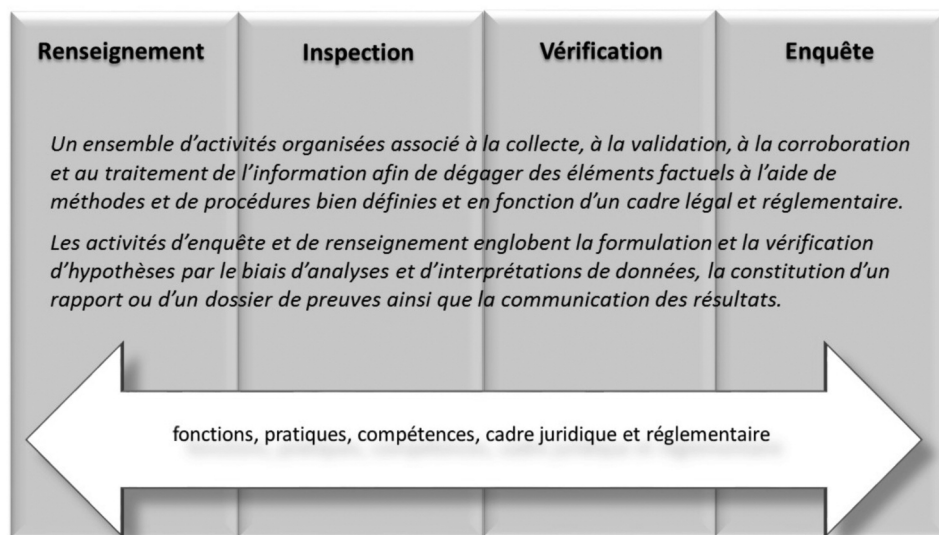 Renseignement Inspection Vérification Enquête
Un ensemble d'activités organisées associé à la collecte, à la validation, à la corroboration
et au traitement de l'information afin de dégager des éléments factuels à l'aide de
méthodes et de procédures bien définies et en fonction d'un cadre légal et réglementaire.
Les activités d'enquête et de renseignement englobent la formulation et la vérification
d'hypothèses par le biais d'analyses et d'interprétations de données, la constitution d'un
rapport ou d'un dossier de preuves ainsi que la communication des résultats.
fonctions, pratiques, compétences, cadre juridique et réglementaire